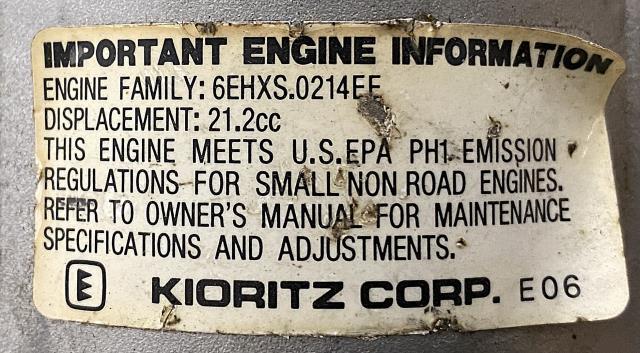 IMPORTANT ENGINE INFORMATION
ENGINE FAMILY: 6EHXS.0214EE
DISPLACEMENT: 21.2cc
THIS ENGINE MEETS U.S.EPA PH1 EMISSION
REGULATIONS FOR SMALL NON ROAD ENGINES.
REFER TO OWNER'S MANUAL FOR MAINTENANCE
SPECIFICATIONS AND ADJUSTMENTS.
KIORITZ CORP. E06